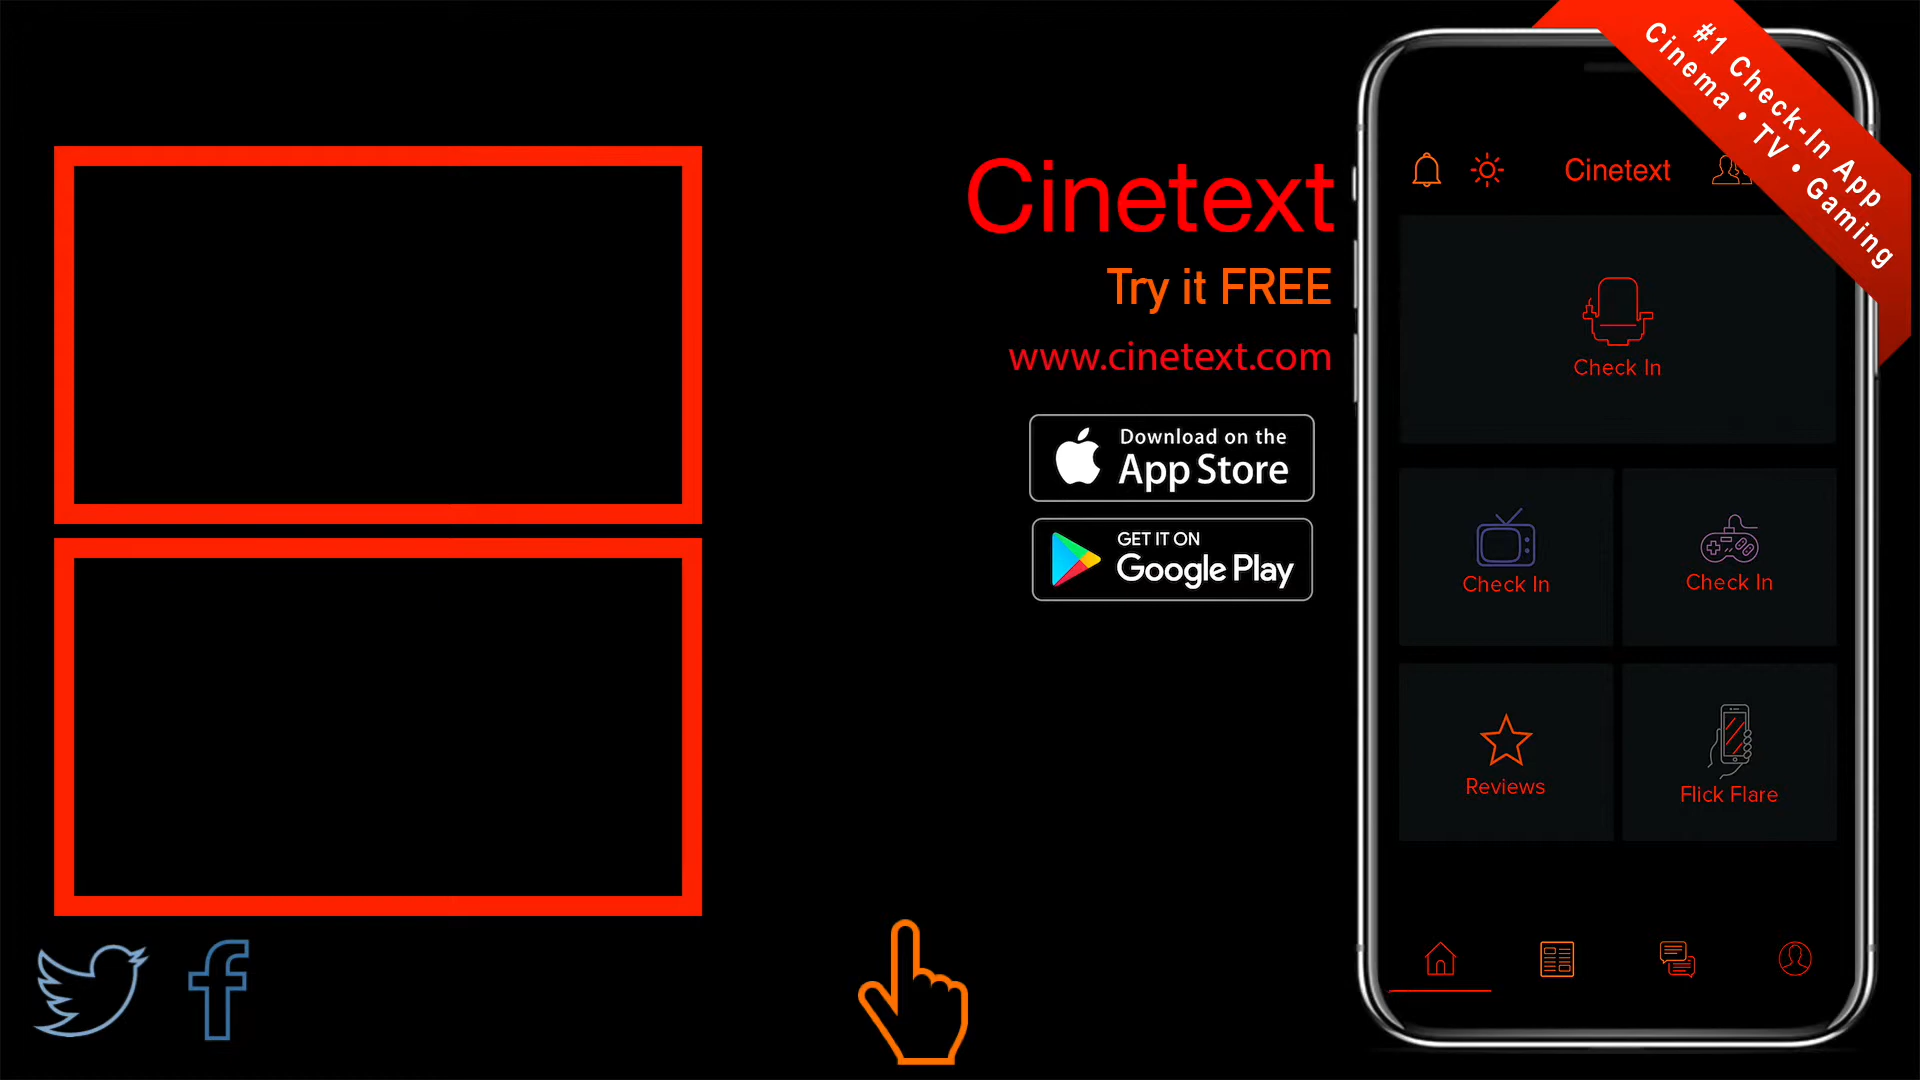 Cinetext
Try it FREE
www.cinetext.com
Download on the
App Store
GET IT ON
Google Play
#1 Check-In App
Cinema • TV • Gaming
Cinetext
Check In
Check In
Check In
Reviews
Flick Flare